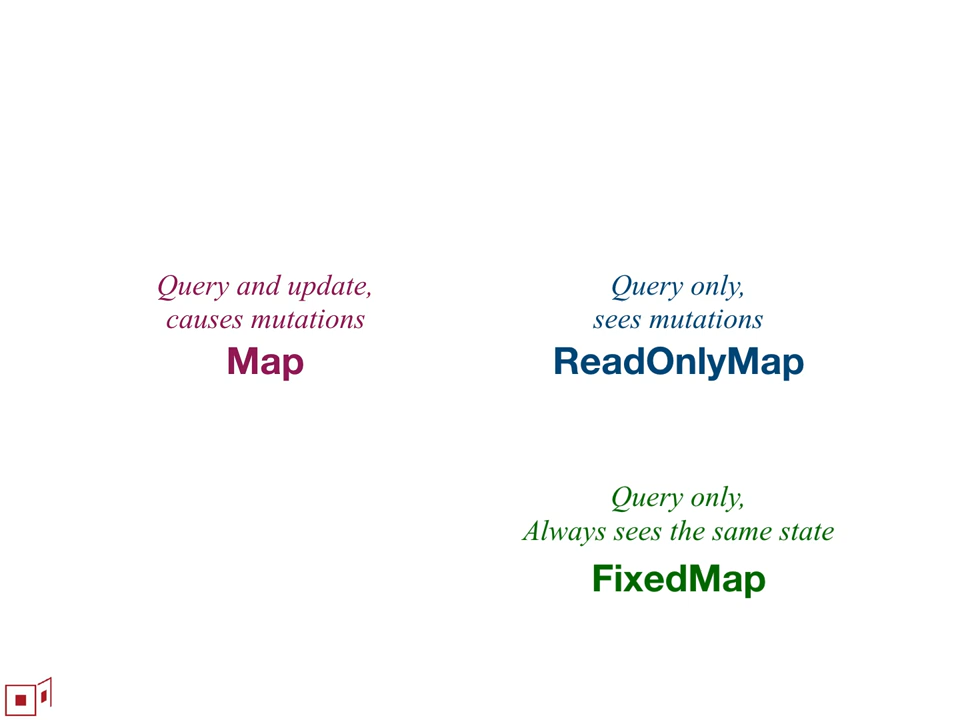 Query and update,
causes mutations
Map
Query only,
sees mutations
ReadOnlyMap
Query only,
Always sees the same state
FixedMap